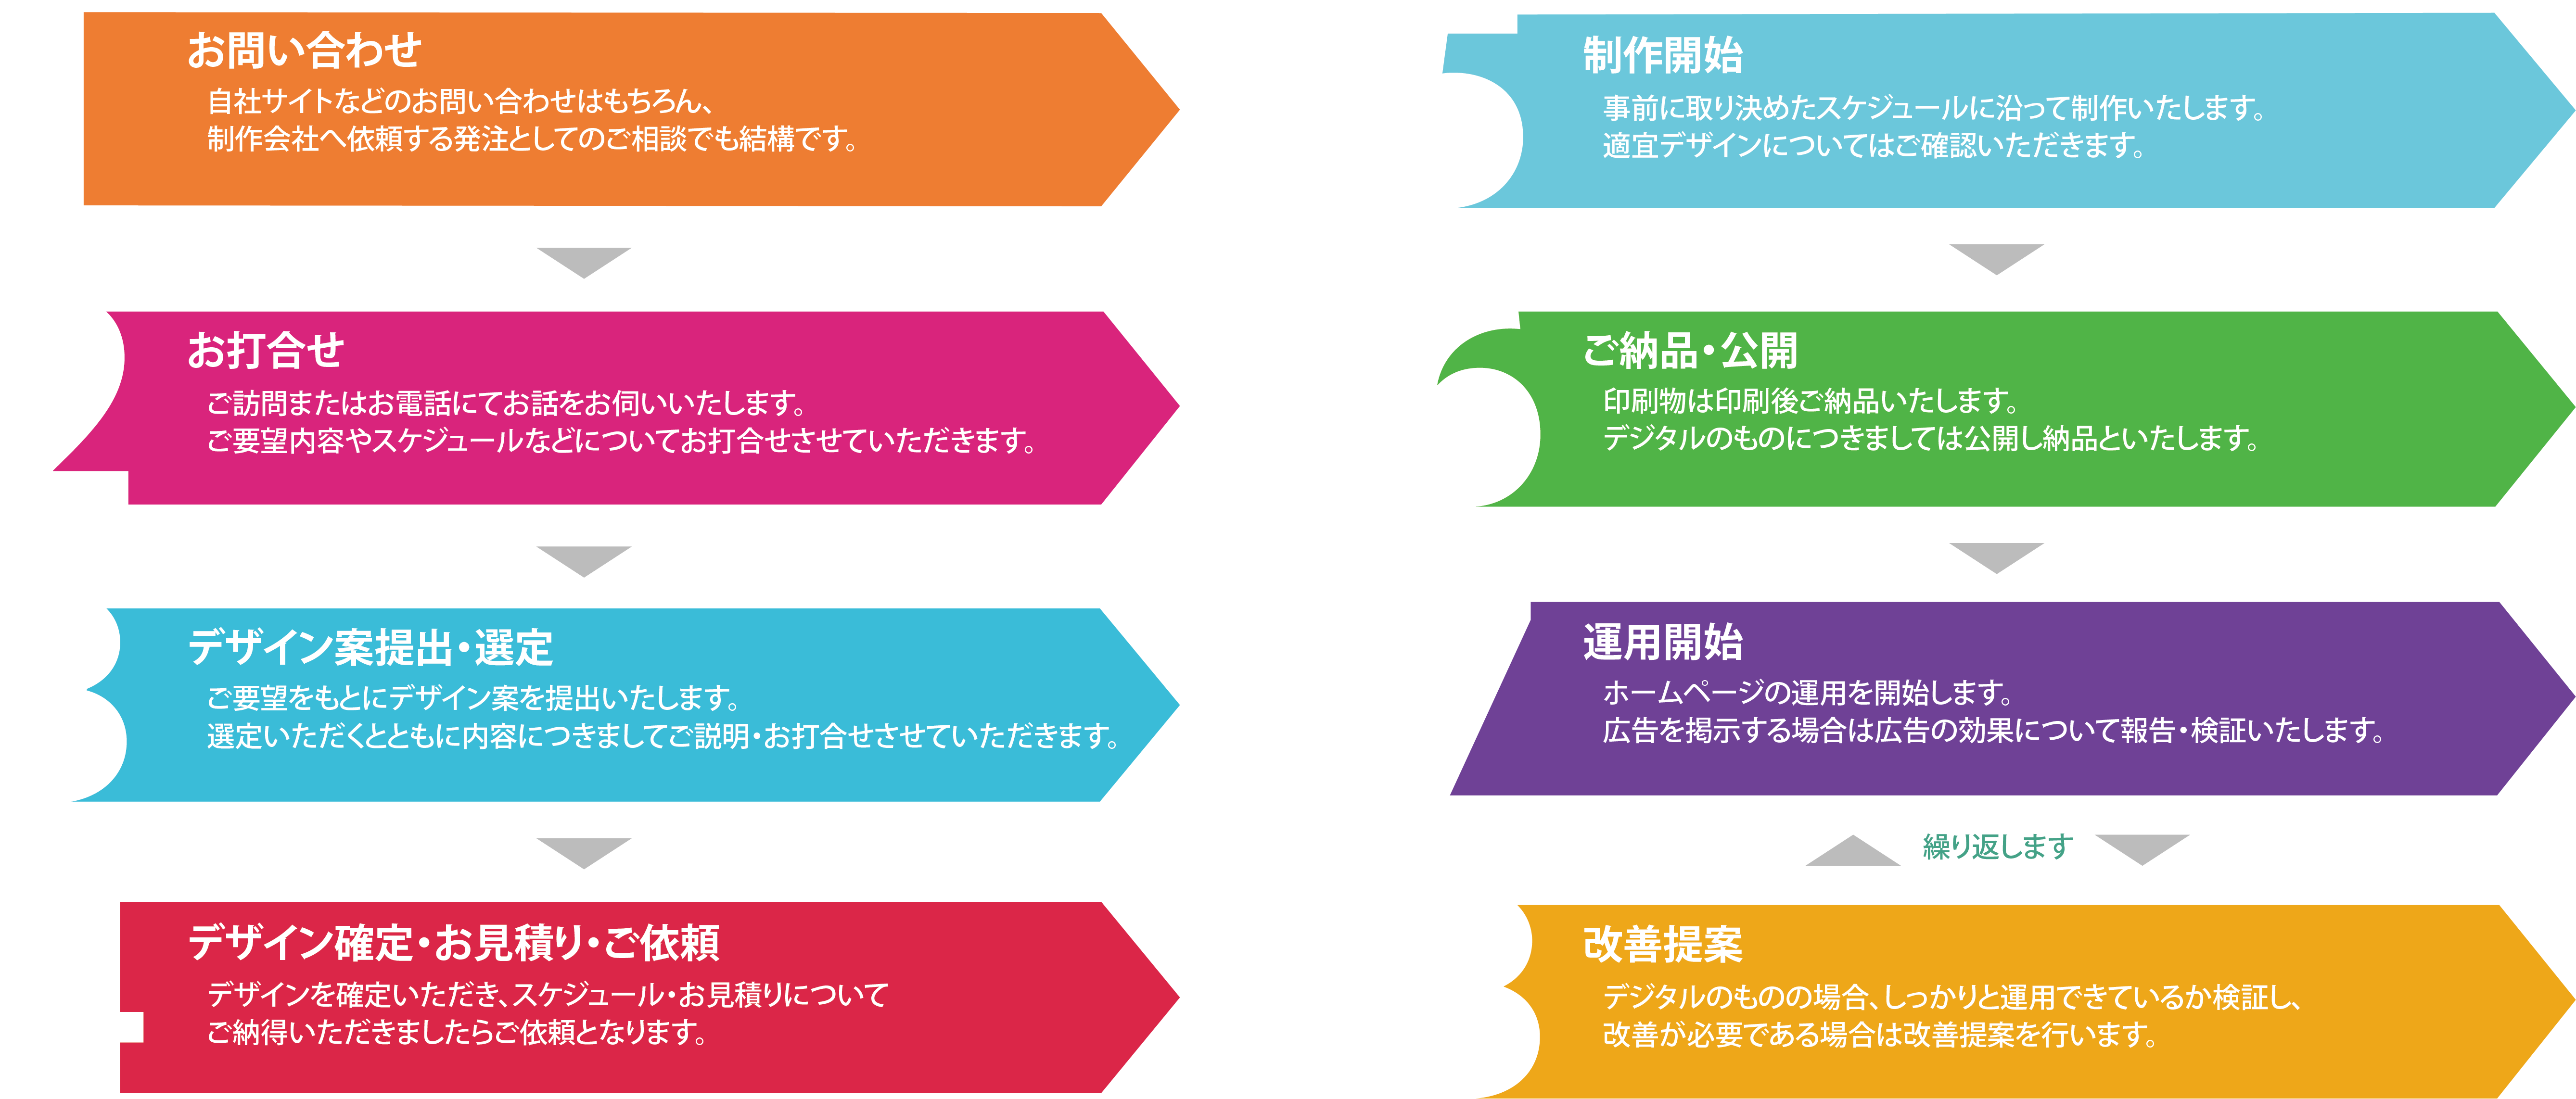 お問い合わせ
自社サイトなどのお問い合わせはもちろん、
制作会社へ依頼する発注としてのご相談でも結構です。
お打合せ
ご訪問またはお電話にてお話をお伺いいたします。
ご要望内容やスケジュールなどについてお打合せさせていただきます。
デザイン案提出・選定
ご要望をもとにデザイン案を提出いたします。
選定いただくとともに内容につきましてご説明・お打合せさせていただきます。
デザイン確定・お見積り・ご依頼
デザインを確定いただき、スケジュール・お見積りについて
ご納得いただきましたらご依頼となります。
制作開始
事前に取り決めたスケジュールに沿って制作いたします。
適宜デザインについてはご確認いただきます。
ご納品・公開
印刷物は印刷後ご納品いたします。
デジタルのものにつきましては公開し納品といたします。
運用開始
ホームページの運用を開始します。
広告を掲示する場合は広告の効果について報告・検証いたします。
繰り返します
改善提案
デジタルのものの場合、しっかりと運用できているか検証し、
改善が必要である場合は改善提案を行います。